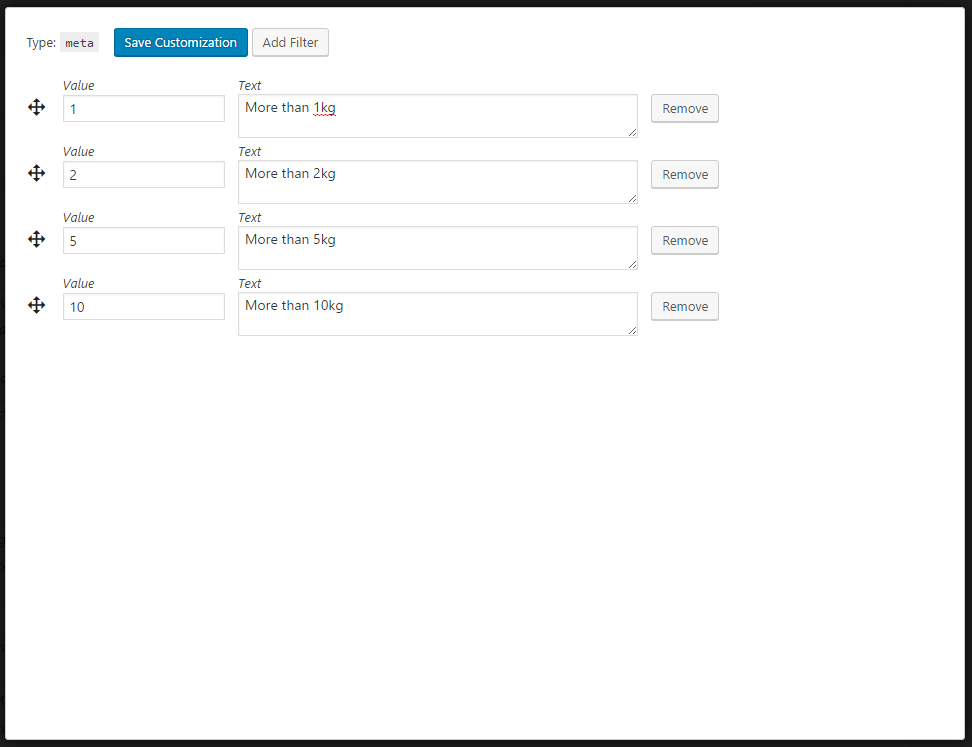 Type: meta Save Customization Add Filter
Value Text
1 More than 1kg Remove
Value Text
2 More than 2kg Remove
Value Text
5 More than 5kg Remove
Value Text
10 More than 10kg Remove